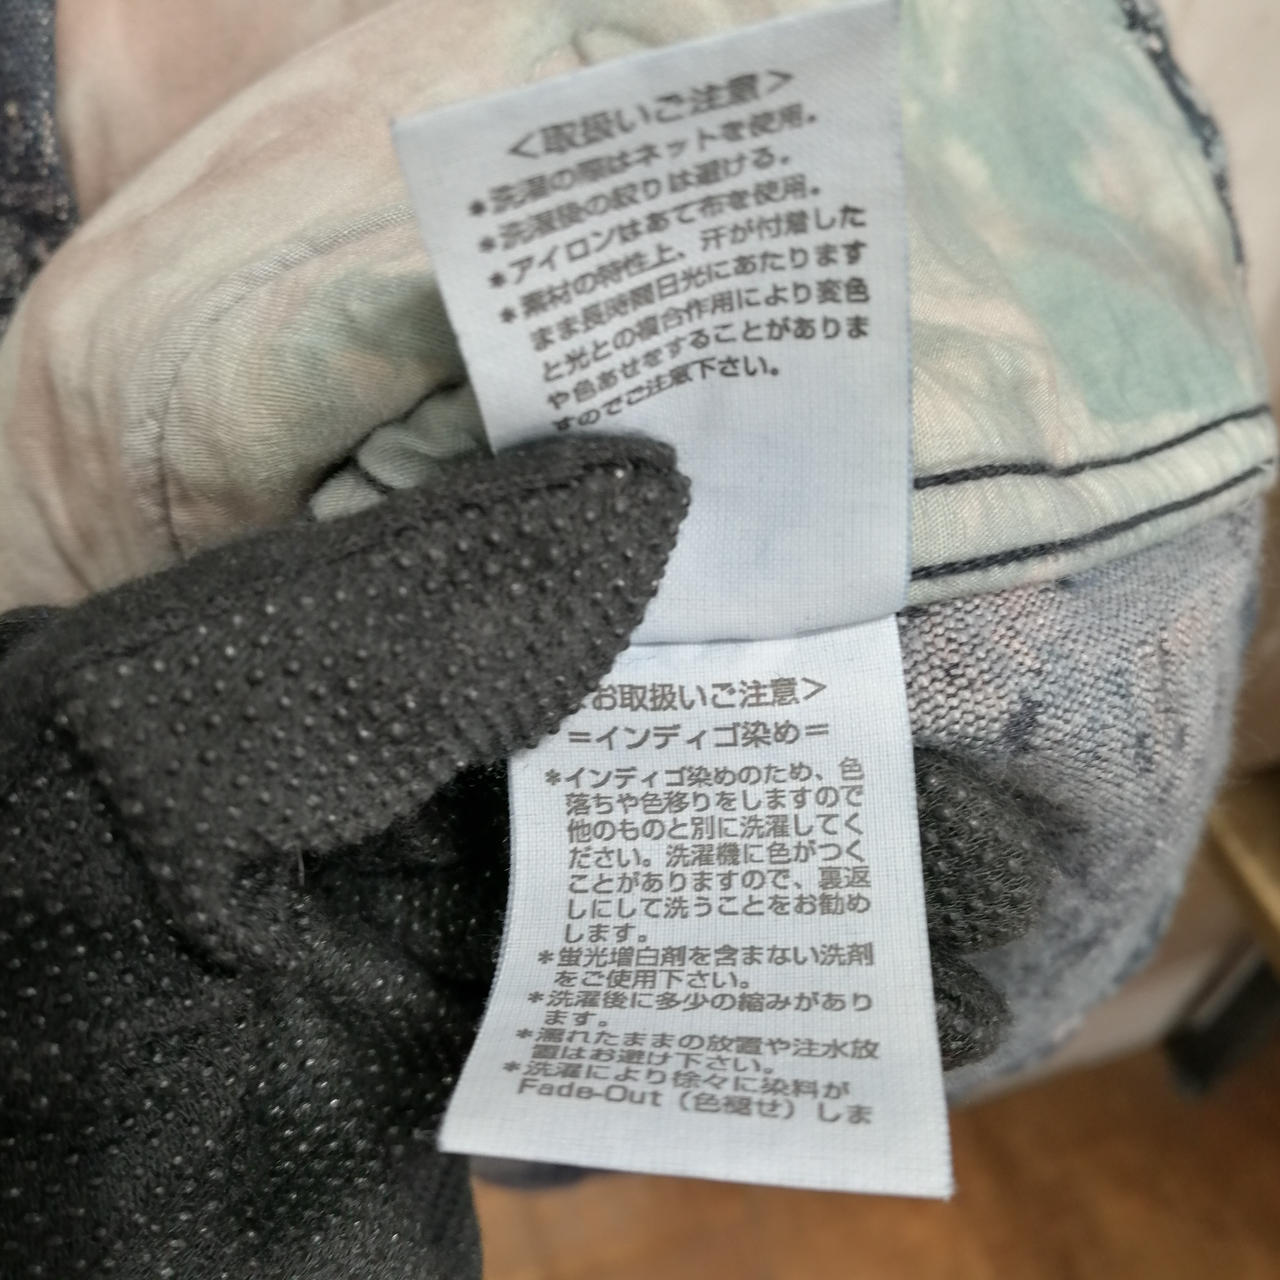 <取扱いご注意>
*洗濯の際はネットを使用。
*洗濯後の絞りは避ける。
*アイロンはあて布を使用。
*素材の特性上、汗が付着した
まま長時間日光にあたります
と光との複合作用により変色
や色あせをすることがありま
すのでご注意下さい。
お取扱いご注意>
=インディゴ染め=
*インディゴ染めのため、色
落ちや色移りをしますので
他のものと別に洗濯してく
ださい。洗濯機に色がつく
ことがありますので、裏返
しにして洗うことをお勧め
します。
*蛍光増白剤を含まない洗剤
をご使用下さい。
*洗濯後に多少の縮みがあり
ます。
*濡れたままの放置や注水放
置はお避け下さい。
*洗濯により徐々に染料が
Fade-Out（色褪せ）しま